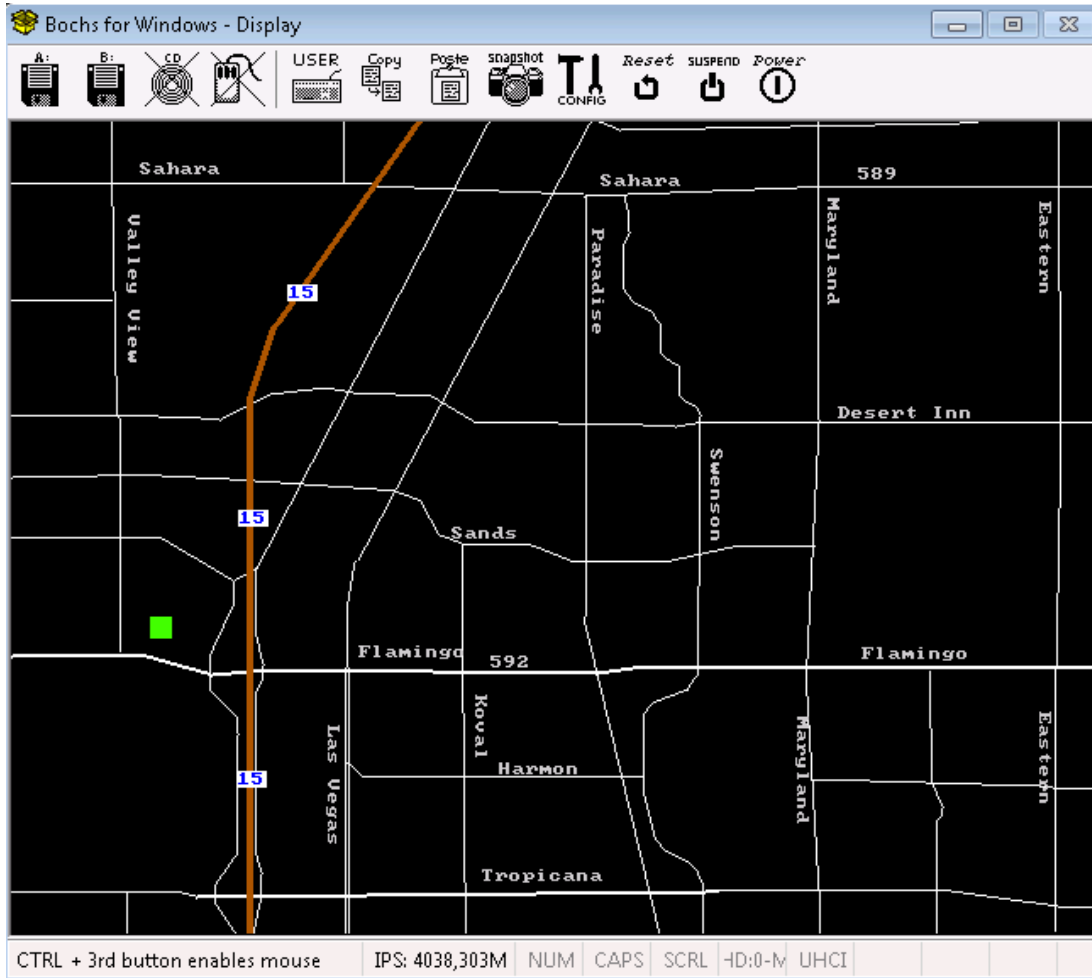 Bochs for Windows - Display
A:
B:
CD
USER
Copy
Paste
snapshot
CONFIG
Reset
SUSPEND
Power
Sahara
589
Sahara
Valley View
Paradise
Maryland
Eastern
15
Desert Inn
Swenson
15
Sands
Flamingo
592
Flamingo
Koval
Las Vegas
Maryland
Eastern
Harmon
15
Tropicana
CTRL + 3rd button enables mouse
IPS: 4038,303M
NUM
CAPS
SCRL
HD:0-M
UHCI